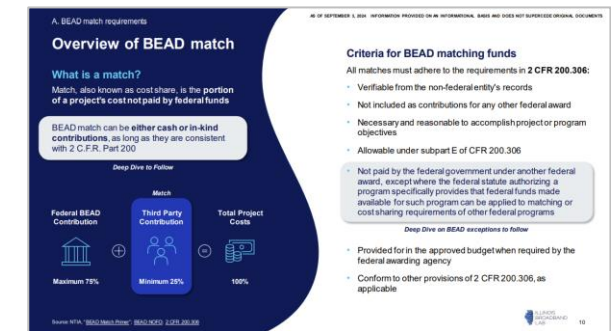 AS OF SEPTEMBER 3, 2024   INFORMATION PROVIDED ON AN INFORMATIONAL BASIS AND DOES NOT SUPERCEDE ORIGINAL DOCUMENTS
A. BEAD match requirements
Overview of BEAD match
What is a match?
Match, also known as cost share, is the portion
of a project's cost not paid by federal funds
BEAD match can be either cash or in-kind
contributions, as long as they are consistent
with 2 C.F.R. Part 200
Deep Dive to Follow
Match
Federal BEAD
Contribution
Third Party
Contribution
Total Project
Costs
Maximum 75%
Minimum 25%
100%
Source: NTIA, "BEAD Match Primer"; BEAD NOFO; 2 CFR 200.306
Criteria for BEAD matching funds
All matches must adhere to the requirements in 2 CFR 200.306:
• Verifiable from the non-federal entity's records
• Not included as contributions for any other federal award
• Necessary and reasonable to accomplish project or program
objectives
• Allowable under subpart E of CFR 200.306
• Not paid by the federal government under another federal
award, except where the federal statute authorizing a
program specifically provides that federal funds made
available for such program can be applied to matching or
cost sharing requirements of other federal programs
Deep Dive on BEAD exceptions to follow
• Provided for in the approved budget when required by the
federal awarding agency
• Conform to other provisions of 2 CFR 200.306, as
applicable
ILLINOIS
BROADBAND
LAB
10